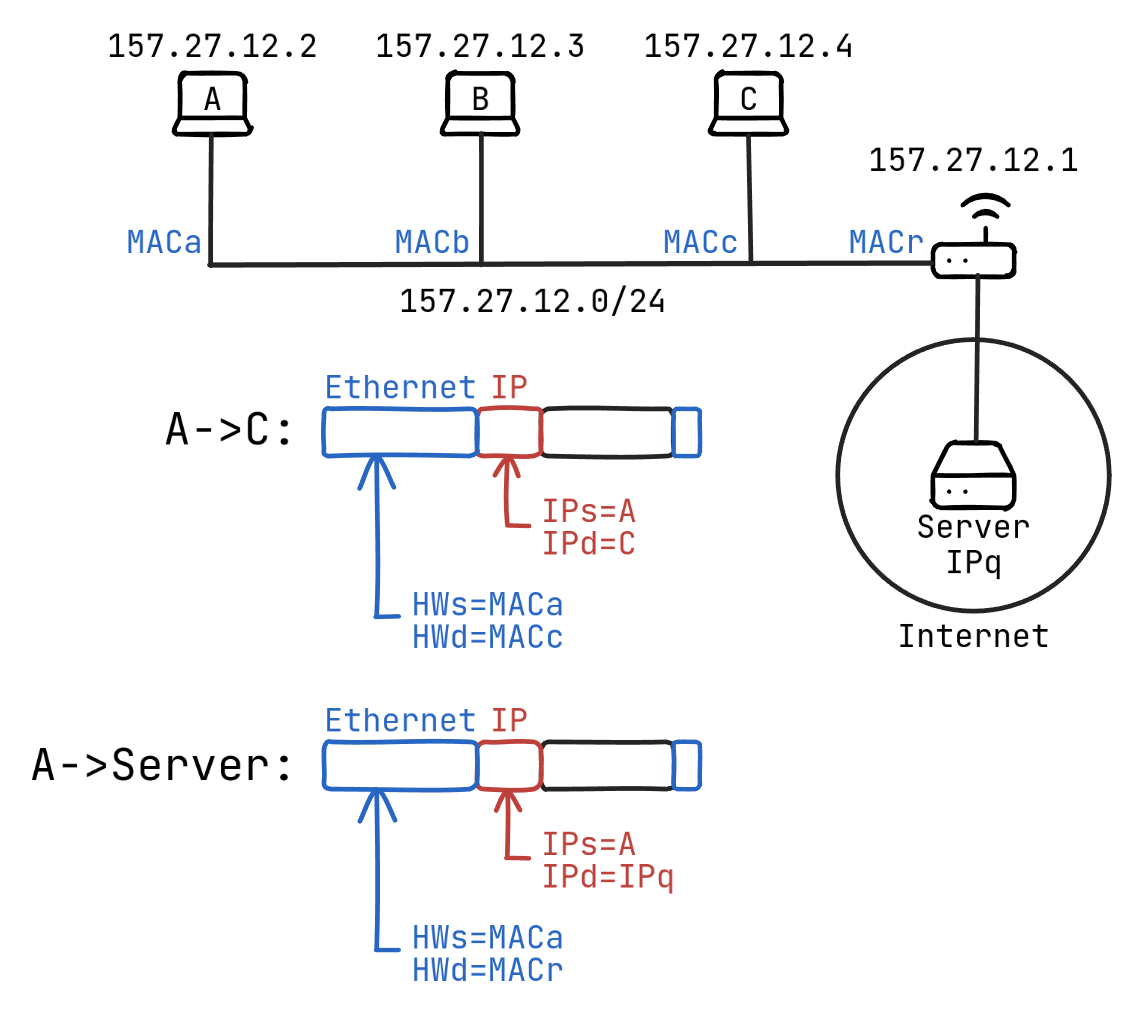 157.27.12.2
157.27.12.3
157.27.12.4
A
B
C
157.27.12.1
MACa
MACb
MACc
MACr
157.27.12.0/24
Ethernet IP
A->C:
IPs=A
IPd=C
HWs=MACa
HWd=MACc
Server
IPq
Internet
Ethernet IP
A->Server:
IPs=A
IPd=IPq
HWs=MACa
HWd=MACr